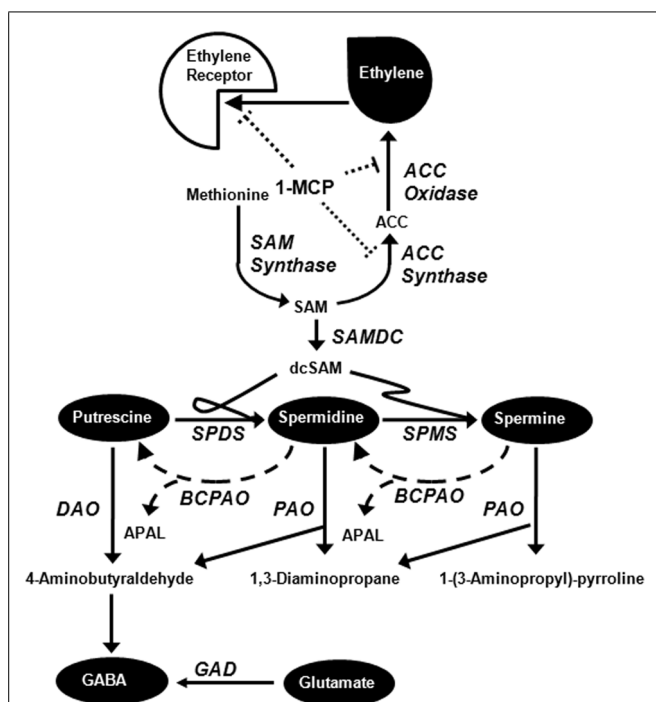 Ethylene
Receptor
Ethylene
ACC
Oxidase
Methionine
1-MCP
ACC
SAM
Synthase
ACC
Synthase
SAM
SAMDC
dcSAM
Putrescine
Spermidine
Spermine
SPDS
SPMS
BCPAO
BCPAO
DAO
PAO
PAO
APAL
APAL
4-Aminobutyraldehyde
1,3-Diaminopropane
1-(3-Aminopropyl)-pyrroline
GAD
GABA
Glutamate